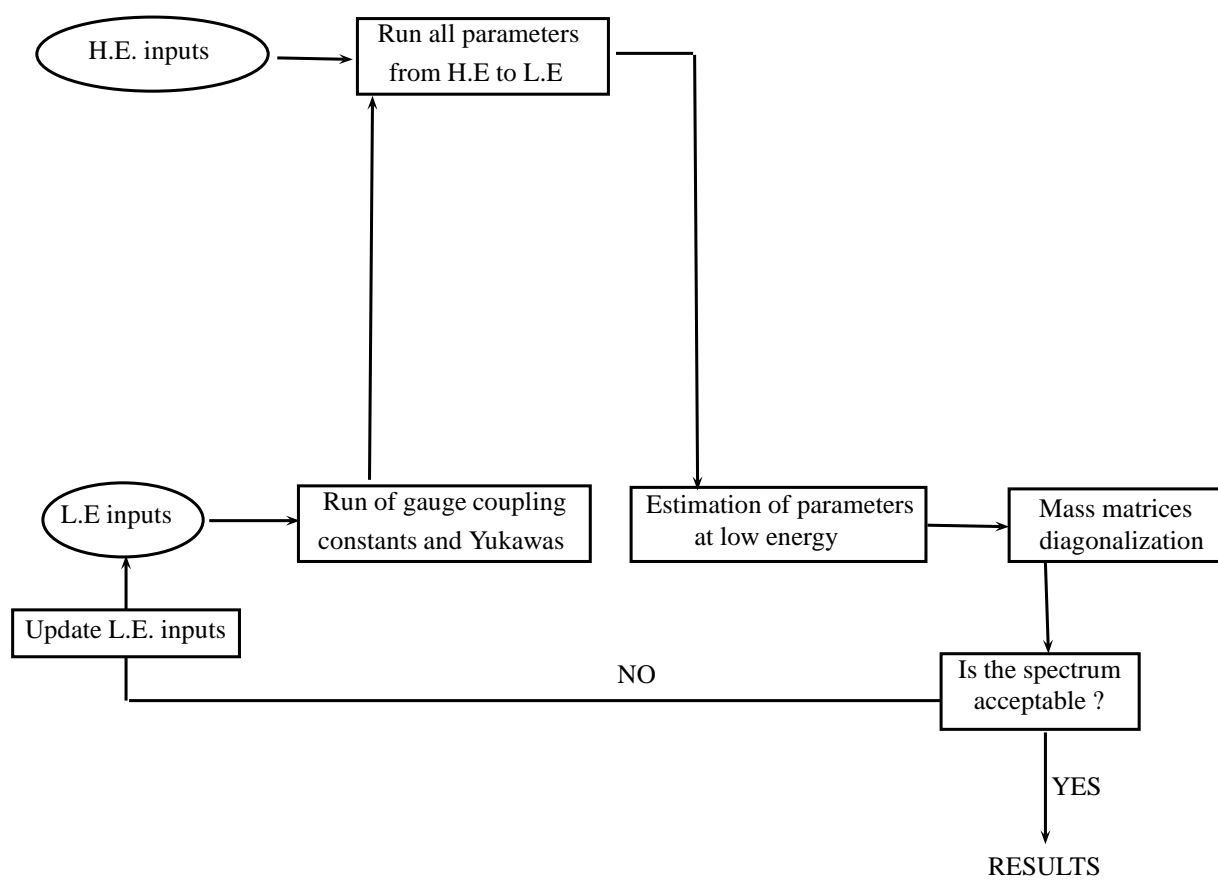 H.E. inputs
Run all parameters
from H.E to L.E
L.E inputs
Run of gauge coupling
constants and Yukawas
Estimation of parameters
at low energy
Mass matrices
diagonalization
Update L.E. inputs
NO
Is the spectrum
acceptable ?
YES
RESULTS